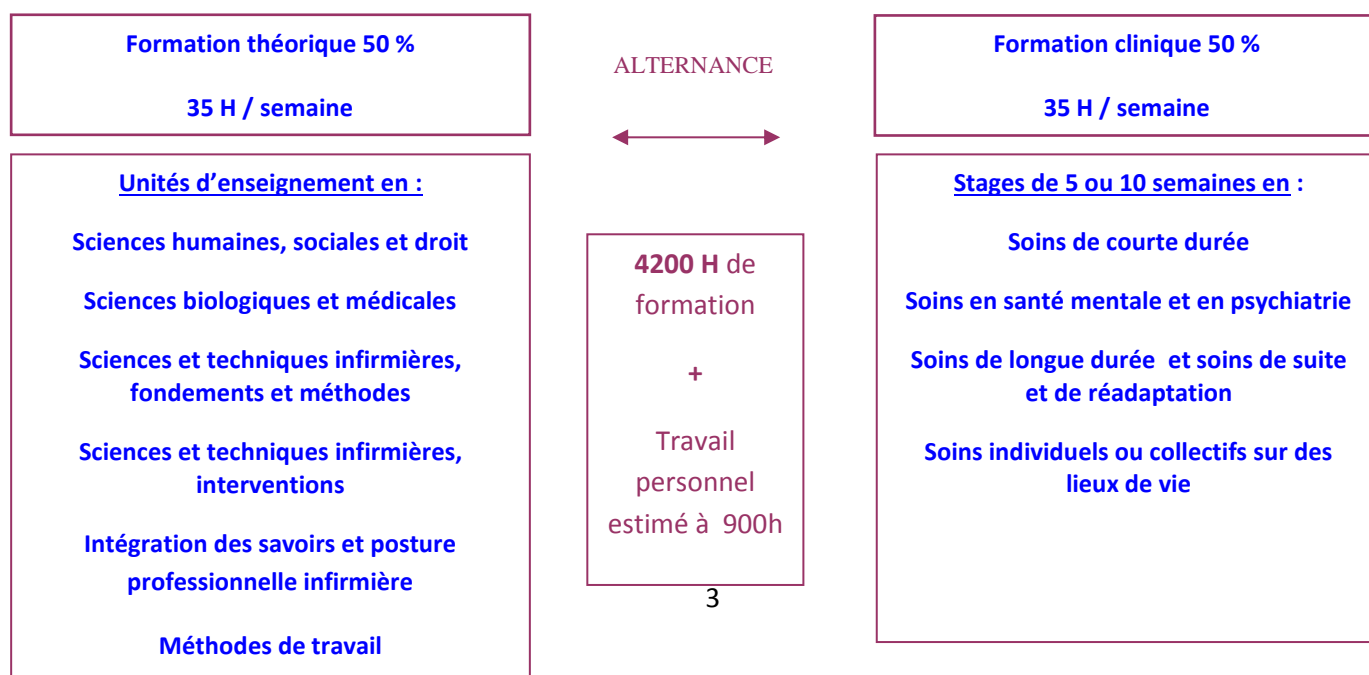 Formation théorique 50 %
35 H / semaine
ALTERNANCE
Formation clinique 50 %
35 H / semaine
Unités d’enseignement en :
Sciences humaines, sociales et droit
Sciences biologiques et médicales
Sciences et techniques infirmières,
fondements et méthodes
Sciences et techniques infirmières,
interventions
Intégration des savoirs et posture
professionnelle infirmière
Méthodes de travail
4200 H de
formation
+
Travail
personnel
estimé à 900h
3
Stages de 5 ou 10 semaines en :
Soins de courte durée
Soins en santé mentale et en psychiatrie
Soins de longue durée et soins de suite
et de réadaptation
Soins individuels ou collectifs sur des
lieux de vie